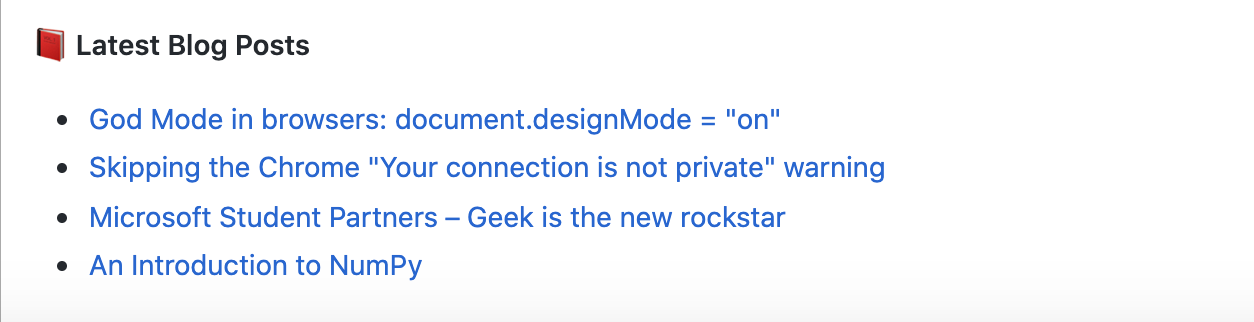 Latest Blog Posts
God Mode in browsers: document.designMode = "on"
Skipping the Chrome "Your connection is not private" warning
Microsoft Student Partners – Geek is the new rockstar
An Introduction to NumPy